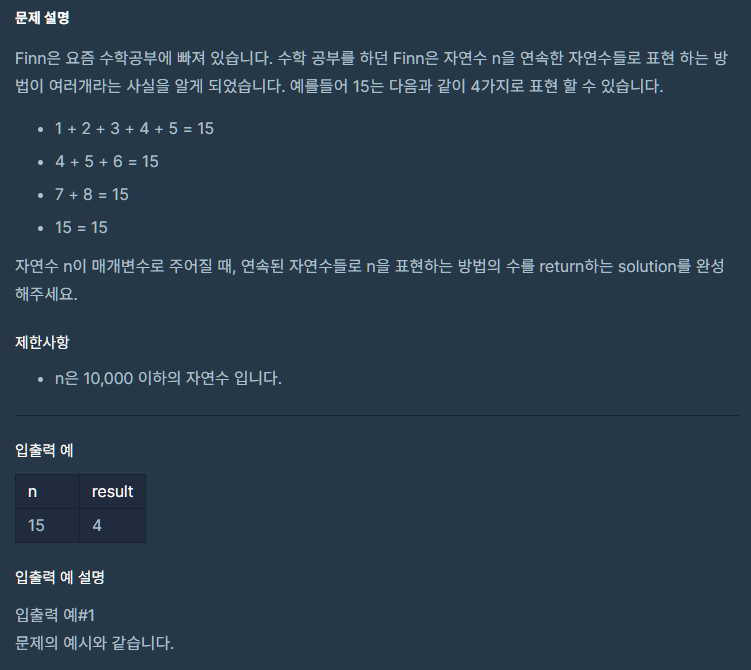 문제 설명
Finn은 요즘 수학공부에 빠져 있습니다. 수학 공부를 하던 Finn은 자연수 n을 연속한 자연수들로 표현 하는 방
법이 여러개라는 사실을 알게 되었습니다. 예를들어 15는 다음과 같이 4가지로 표현 할 수 있습니다.
• 1 + 2 + 3 + 4 + 5 = 15
• 4 + 5 + 6 = 15
• 7 + 8 = 15
• 15 = 15
자연수 n이 매개변수로 주어질 때, 연속된 자연수들로 n을 표현하는 방법의 수를 return하는 solution를 완성
해주세요.
제한사항
• n은 10,000 이하의 자연수 입니다.
입출력 예
n result
15 4
입출력 예 설명
입출력 예#1
문제의 예시와 같습니다.